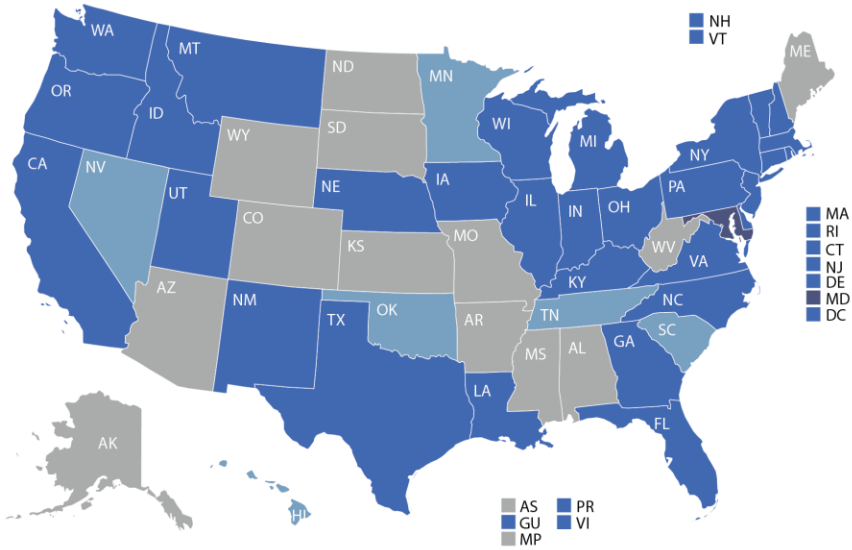 NH
VT
WA
MT
ND
MN
ME
OR
ID
WY
SD
WI
MI
NY
CA
NV
UT
NE
IA
IL
IN
OH
PA
CO
KS
MO
WV
VA
MA
RI
CT
NJ
DE
MD
DC
AZ
NM
OK
AR
KY
TN
NC
SC
TX
LA
MS
AL
GA
FL
AK
HI
AS
PR
GU
VI
MP